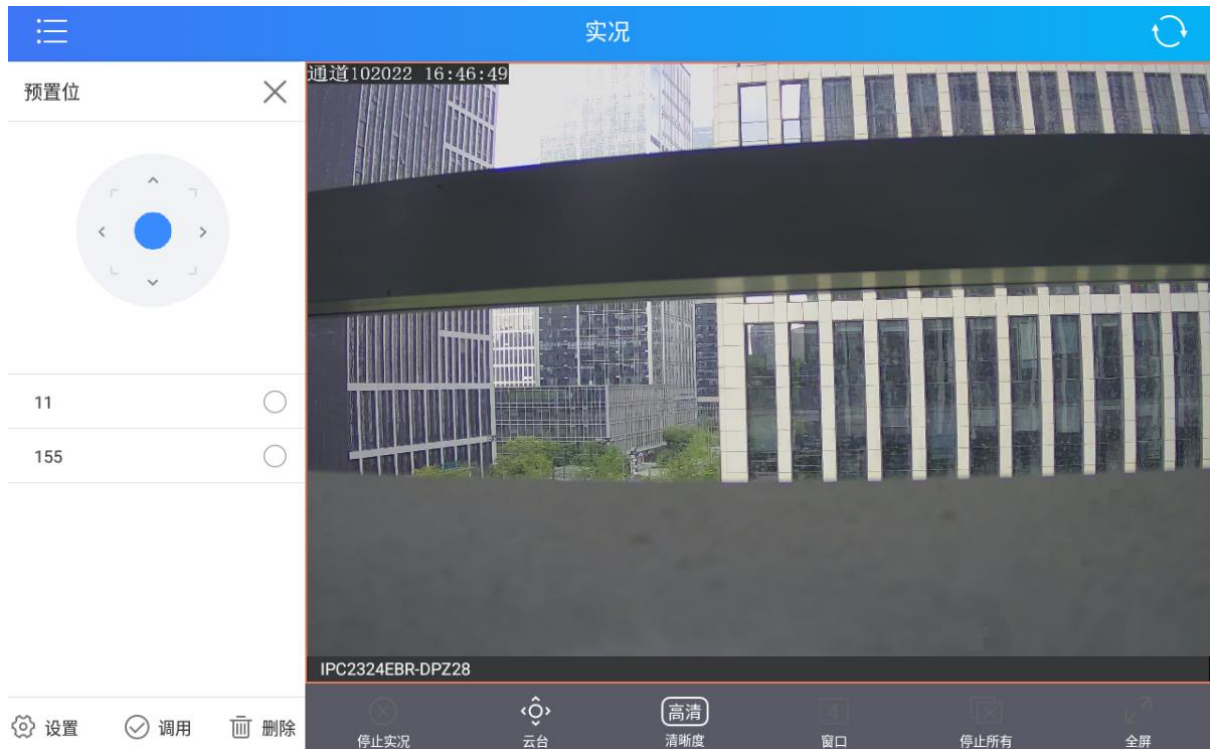 实况
预置位
通道102022 16:46:49
11
155
IPC2324EBR-DPZ28
设置 调用 删除
高清 4
停止实况 云台 清晰度 窗口 停止所有 全屏